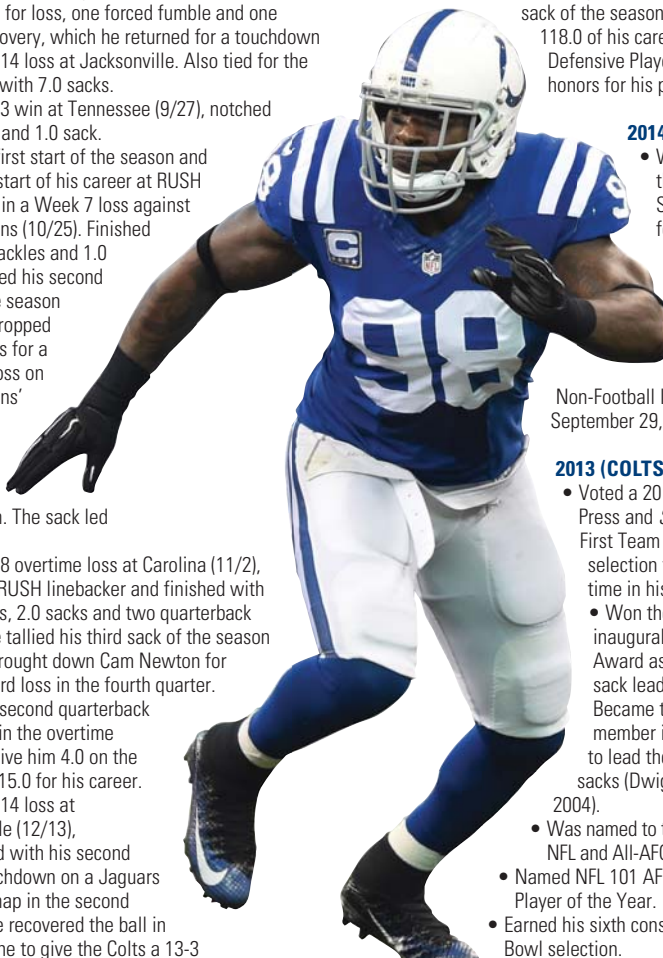 for loss, one forced fumble and one
overy, which he returned for a touchdown
14 loss at Jacksonville. Also tied for the
with 7.0 sacks.
3 win at Tennessee (9/27), notched
and 1.0 sack.
irst start of the season and
start of his career at RUSH
in a Week 7 loss against
ns (10/25). Finished
ackles and 1.0
ed his second
e season
ropped
s for a
oss on
ns'
n. The sack led
8 overtime loss at Carolina (11/2),
RUSH linebacker and finished with
s, 2.0 sacks and two quarterback
e tallied his third sack of the season
rought down Cam Newton for
rd loss in the fourth quarter.
second quarterback
in the overtime
ive him 4.0 on the
15.0 for his career.
14 loss at
le (12/13),
d with his second
chdown on a Jaguars
nap in the second
e recovered the ball in
ne to give the Colts a 13-3
COLTS
98
9
C
NFL
98
sack of the season
118.0 of his care
Defensive Playe
honors for his p
2014
• W
t
S
f
Non-Football I
September 29,
2013 (COLTS
• Voted a 20
Press and S
First Team
selection
time in his
• Won the
inaugural
Award as
sack lead
Became t
member i
to lead the
sacks (Dwig
2004).
• Was named to t
NFL and All-AFC
• Named NFL 101 AF
Player of the Year.
• Earned his sixth cons
Bowl selection.